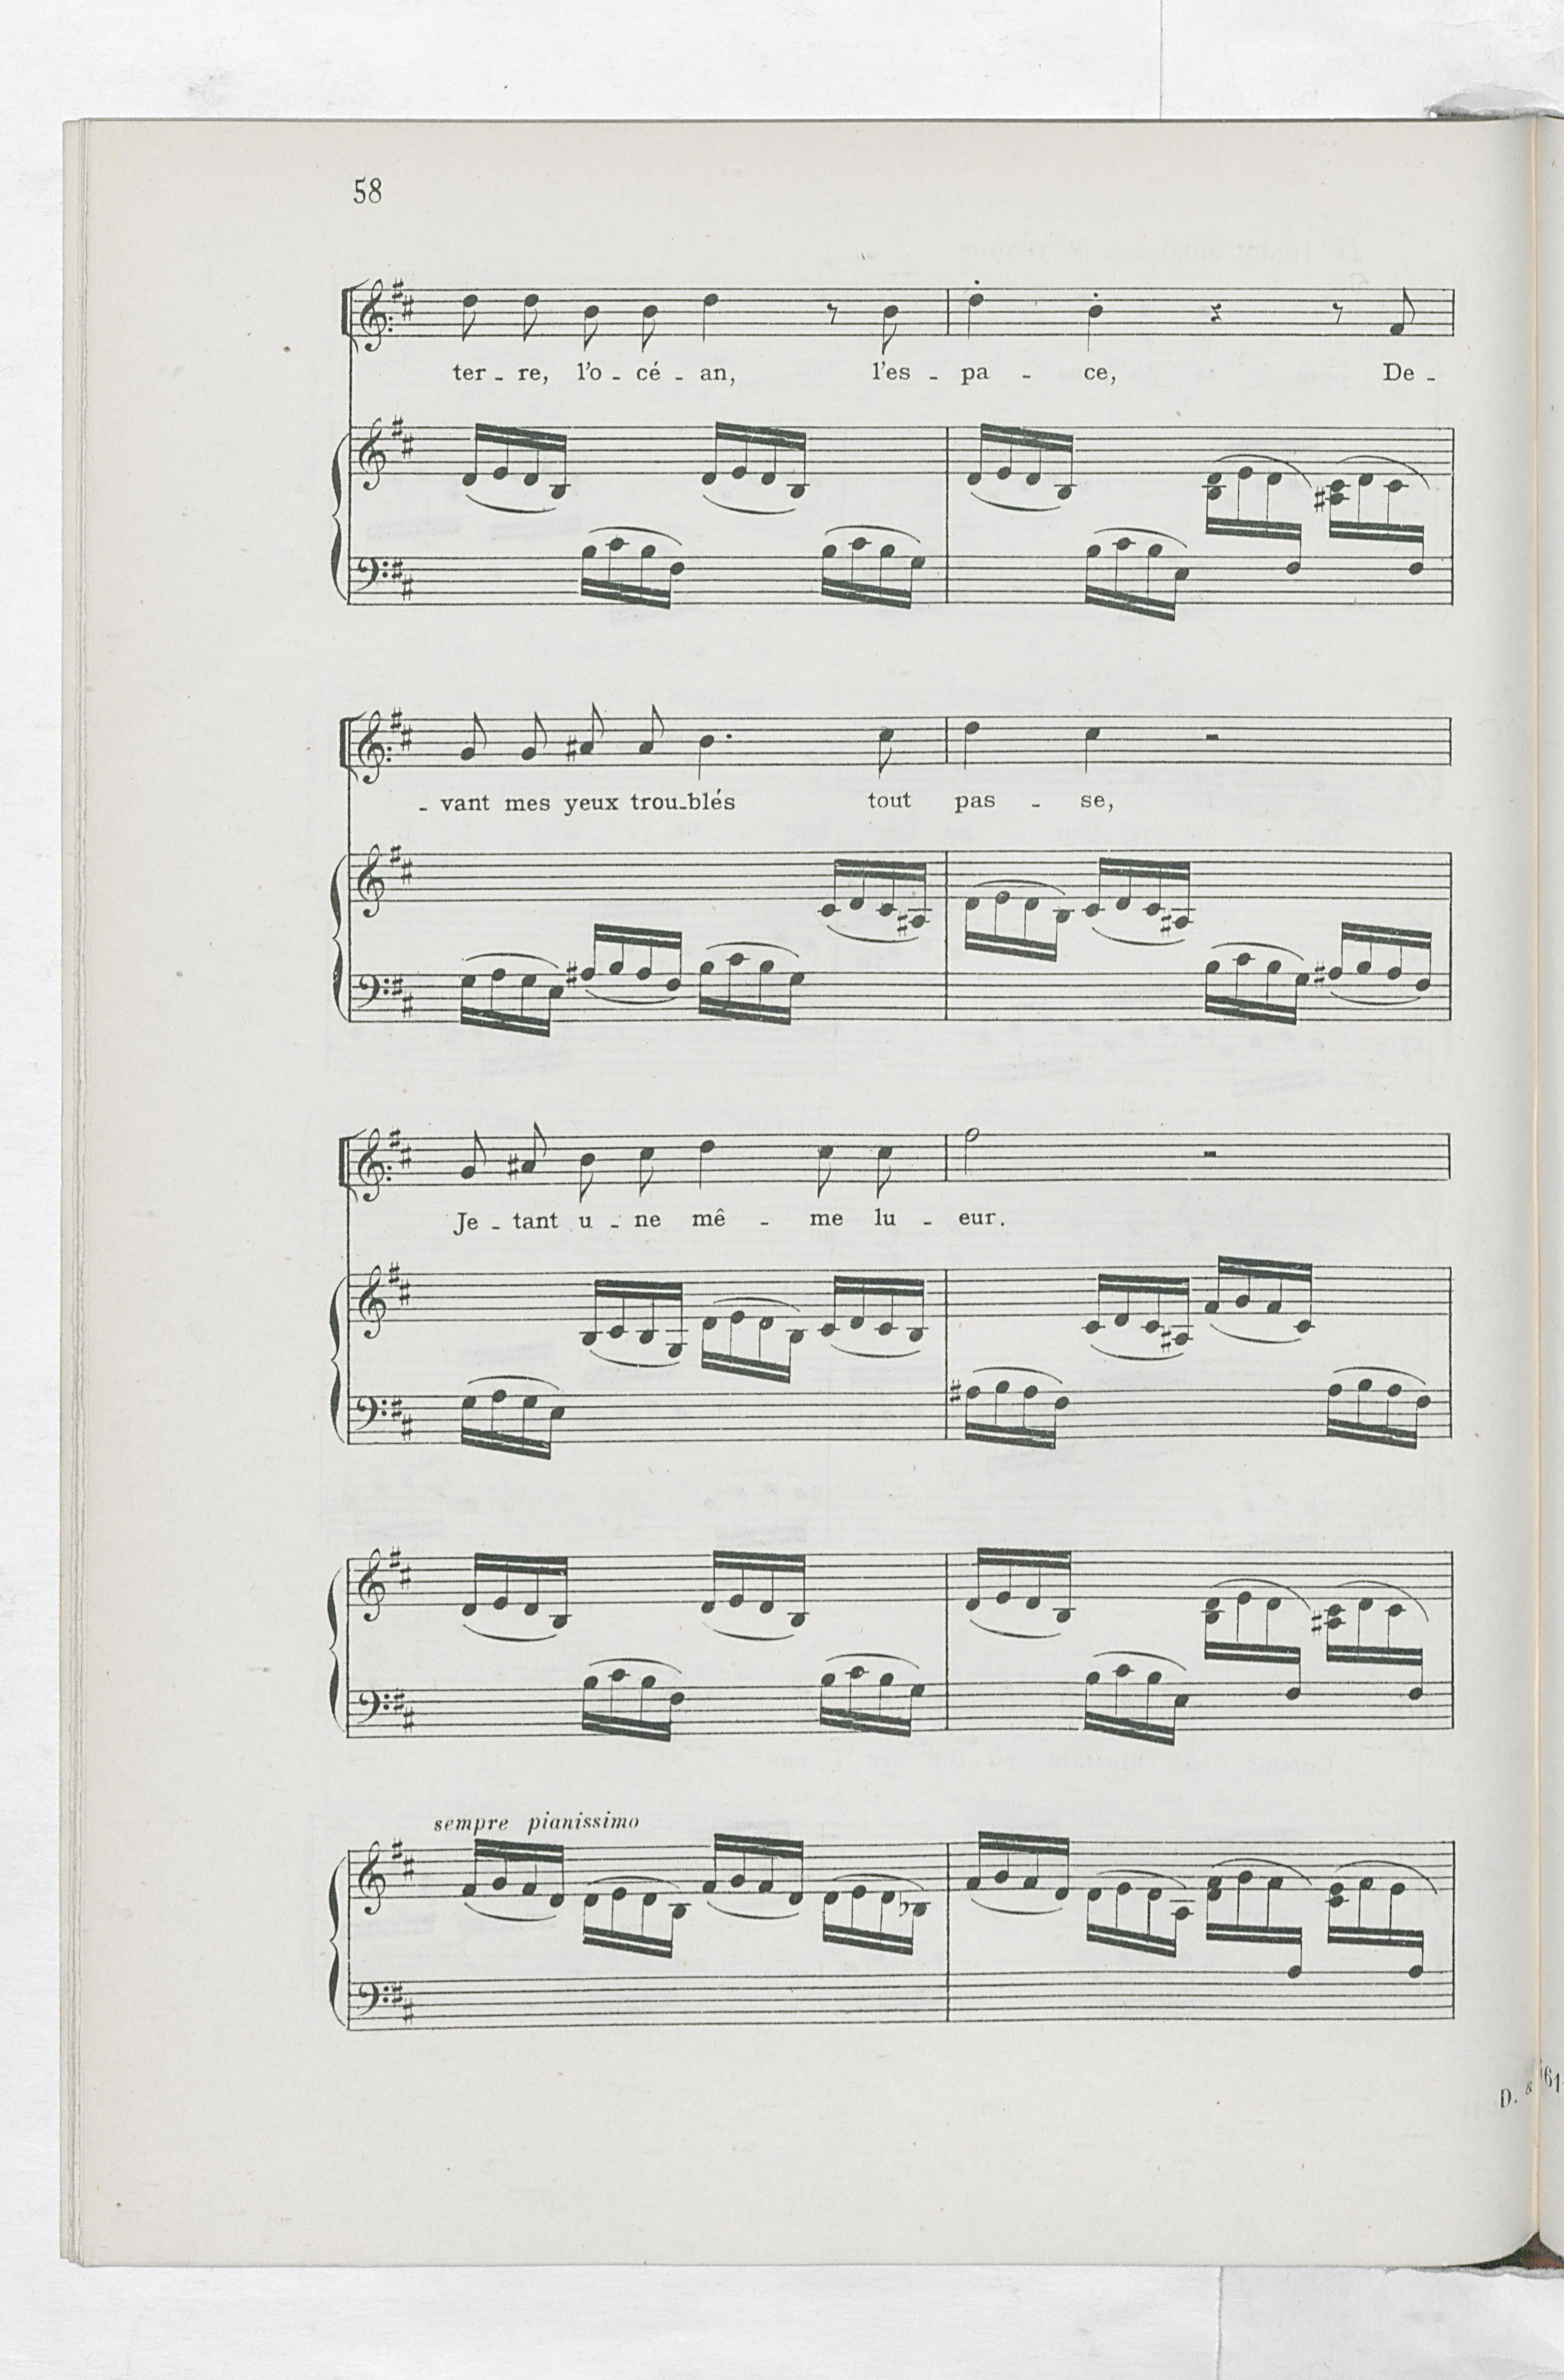 58
ter - re, l'o - cé - an, l'es - pa - ce, De -
- vant mes yeux trou - blés tout pas - se,
Je - tant u - ne mê - me lu - eur.
sempre pianissimo
D. &